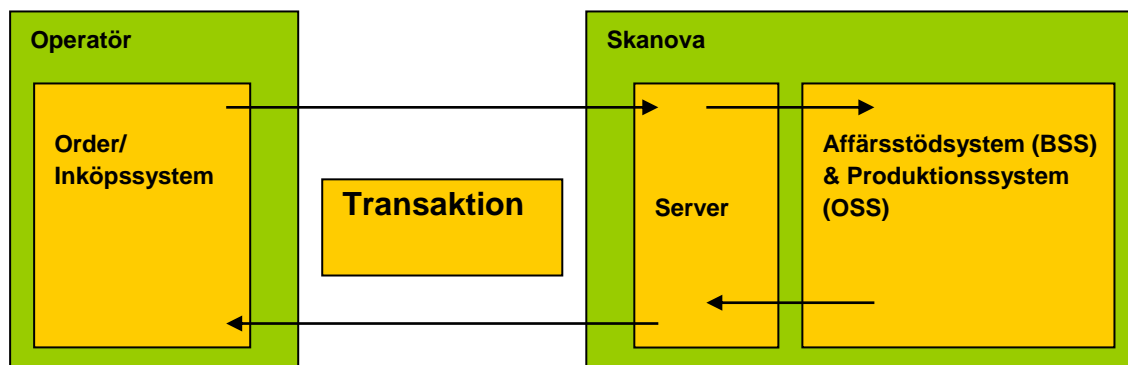 Operatör
Skanova
Order/
Inköpssystem
Transaktion
Server
Affärsstödsystem (BSS)
& Produktionssystem
(OSS)